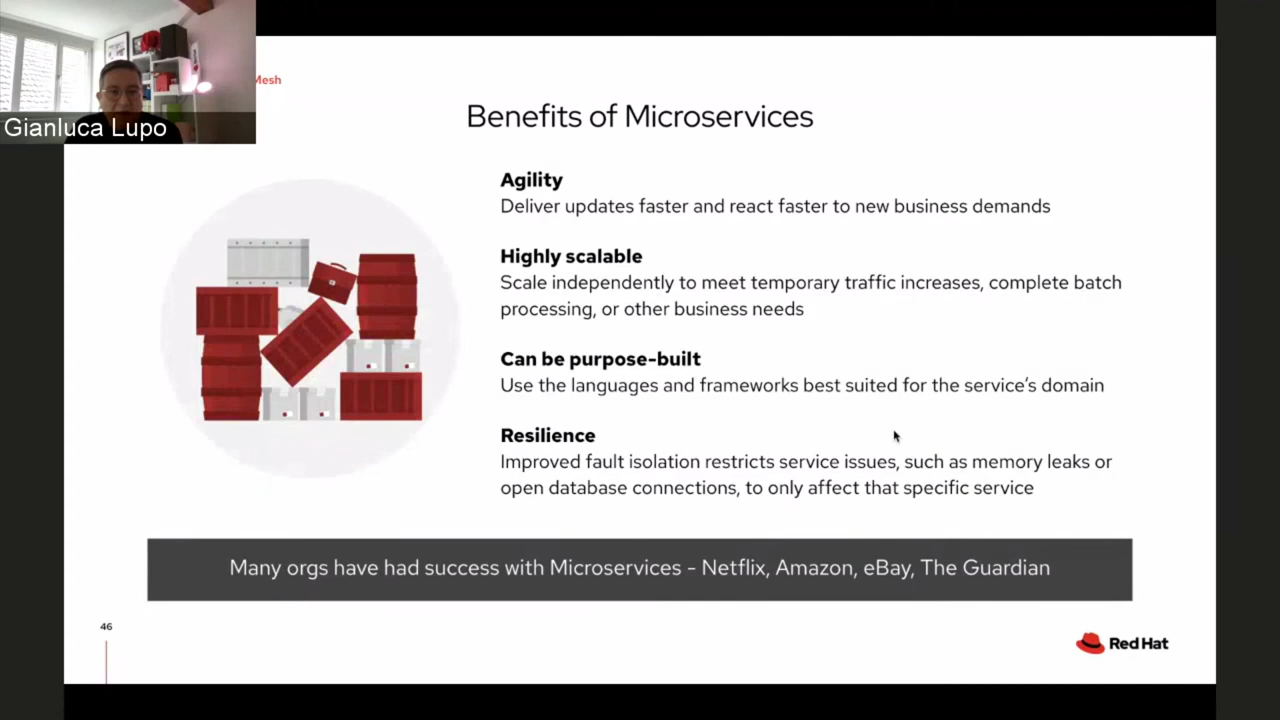 Gianluca Lupo
Mesh
Benefits of Microservices
Agility
Deliver updates faster and react faster to new business demands
Highly scalable
Scale independently to meet temporary traffic increases, complete batch
processing, or other business needs
Can be purpose-built
Use the languages and frameworks best suited for the service's domain
Resilience
Improved fault isolation restricts service issues, such as memory leaks or
open database connections, to only affect that specific service
Many orgs have had success with Microservices - Netflix, Amazon, eBay, The Guardian
46
Red Hat